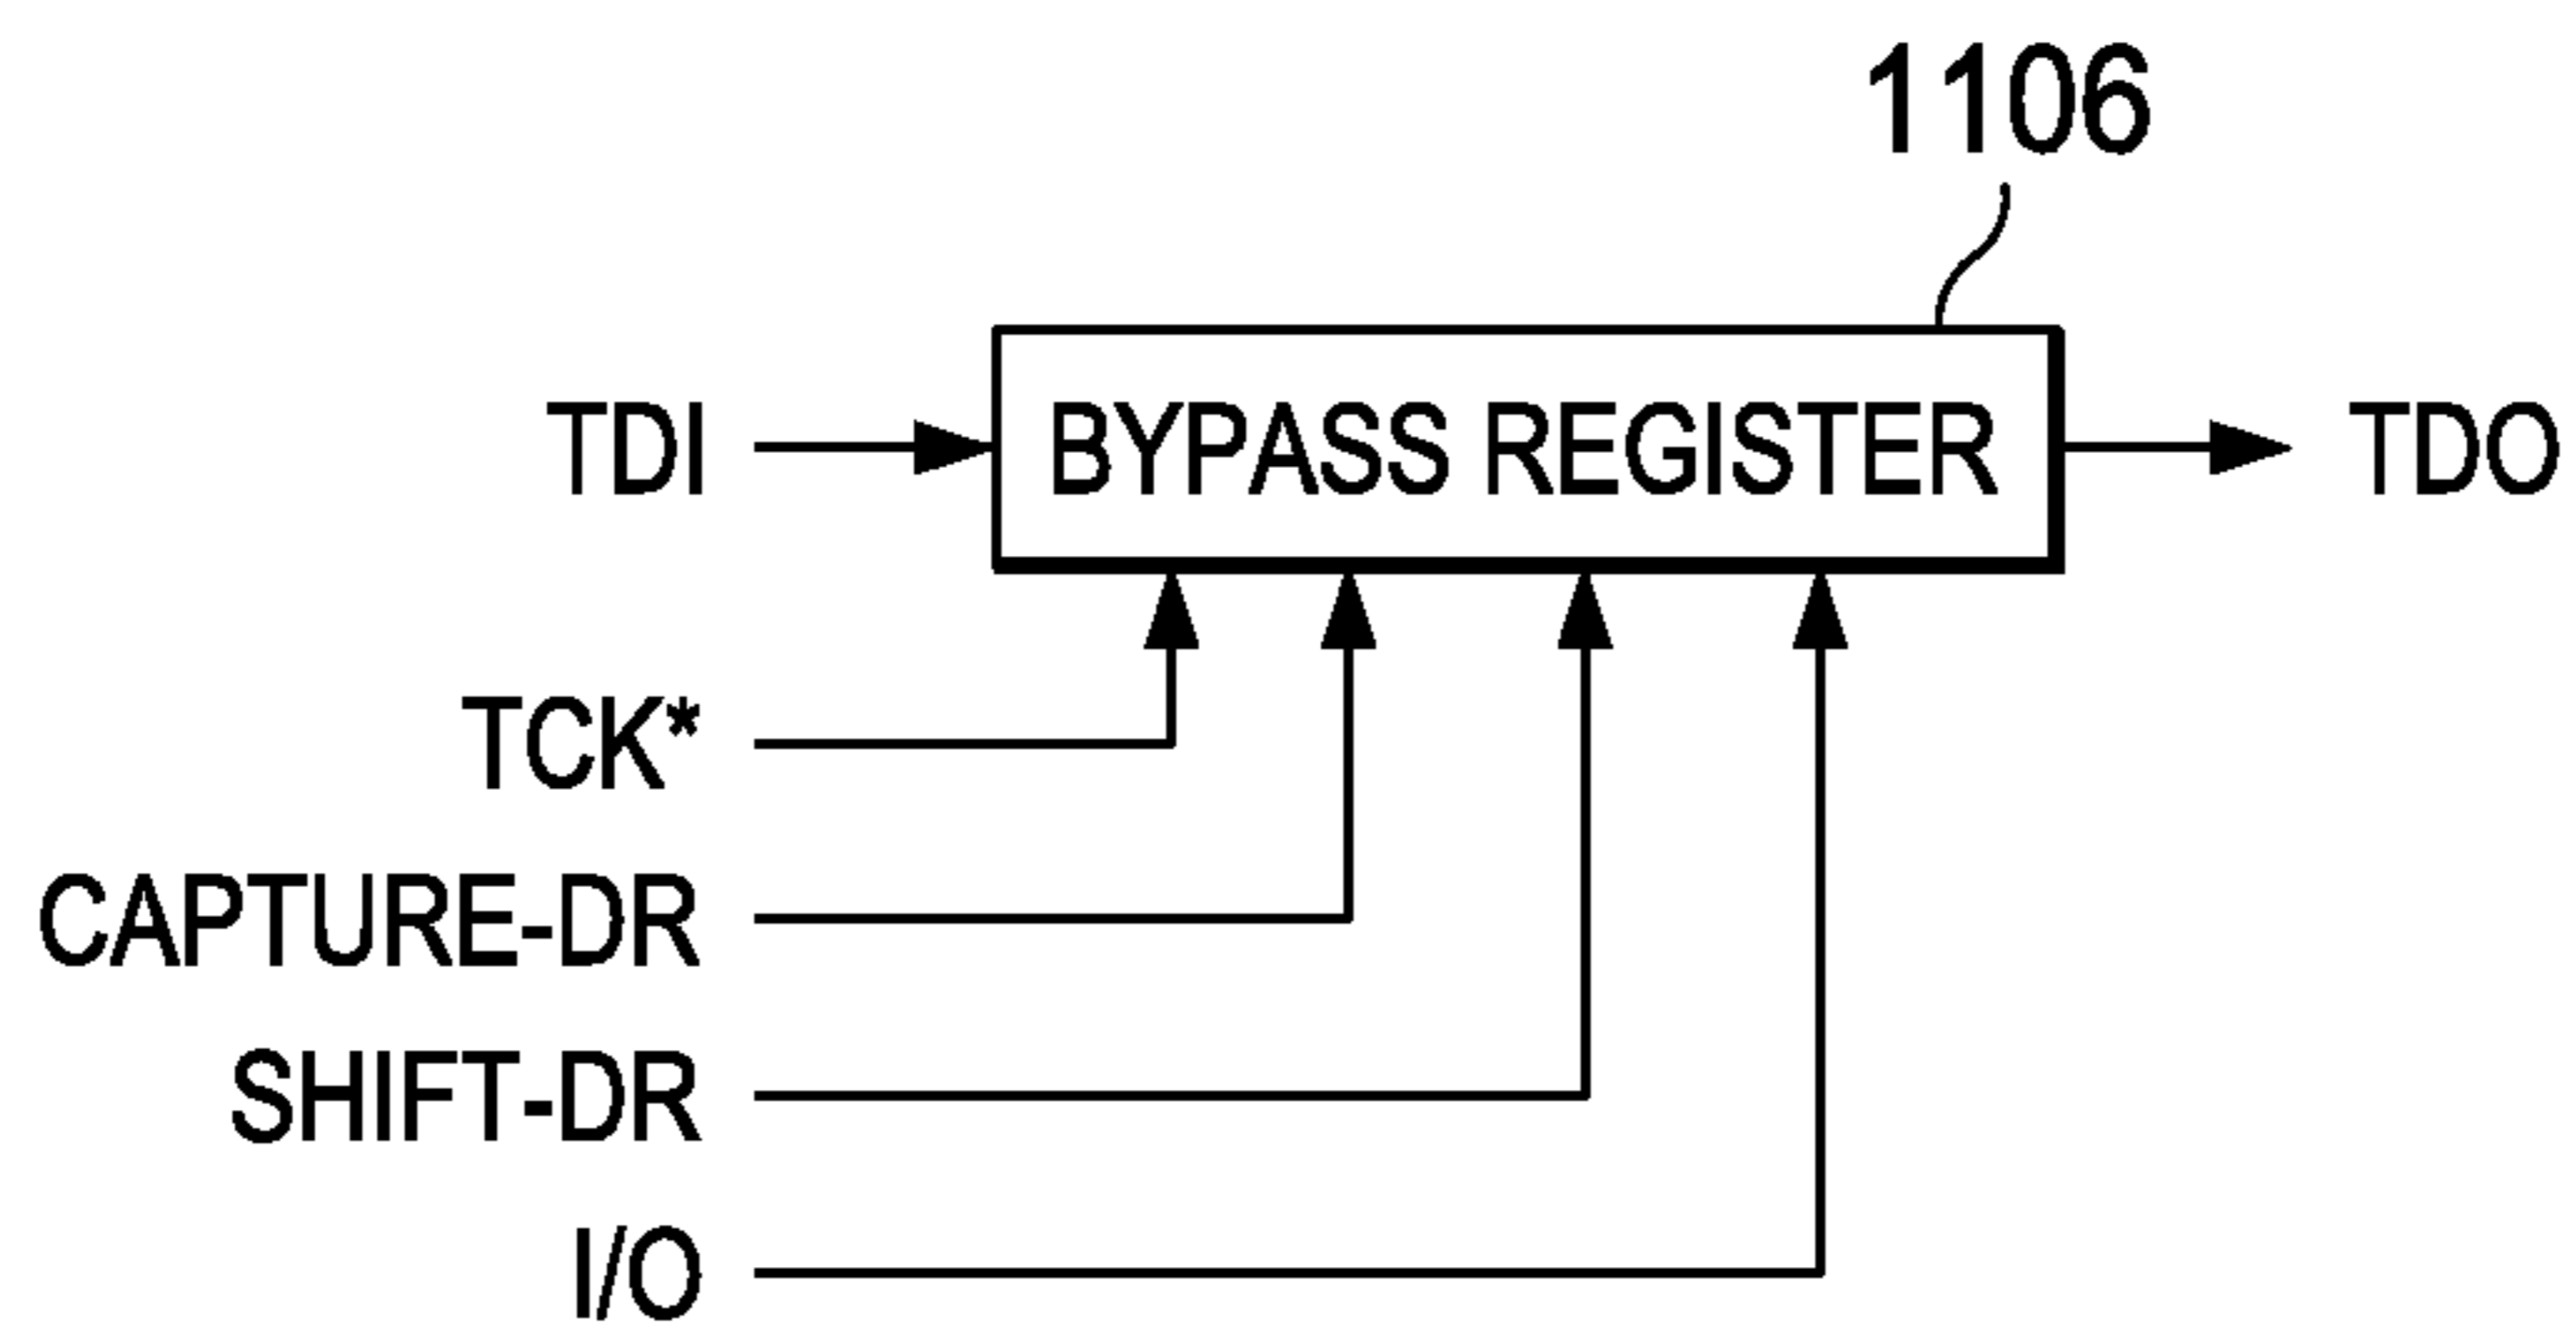 1106
TDI BYPASS REGISTER TDO
TCK*
CAPTURE-DR
SHIFT-DR
I/O